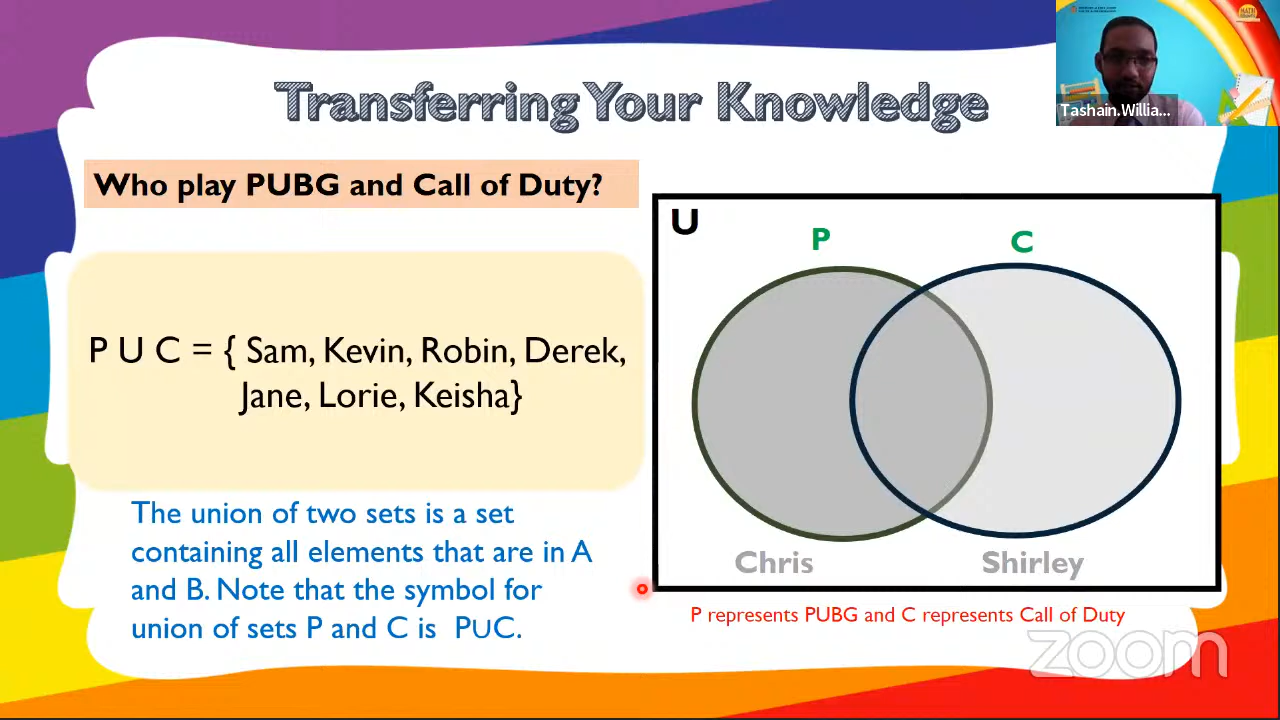 Transferring Your Knowledge
Tashain.Willia...
Who play PUBG and Call of Duty?
P U C = { Sam, Kevin, Robin, Derek,
Jane, Lorie, Keisha}
The union of two sets is a set
containing all elements that are in A
and B. Note that the symbol for
union of sets P and C is PUC.
U
P
C
Chris
Shirley
P represents PUBG and C represents Call of Duty
zoom